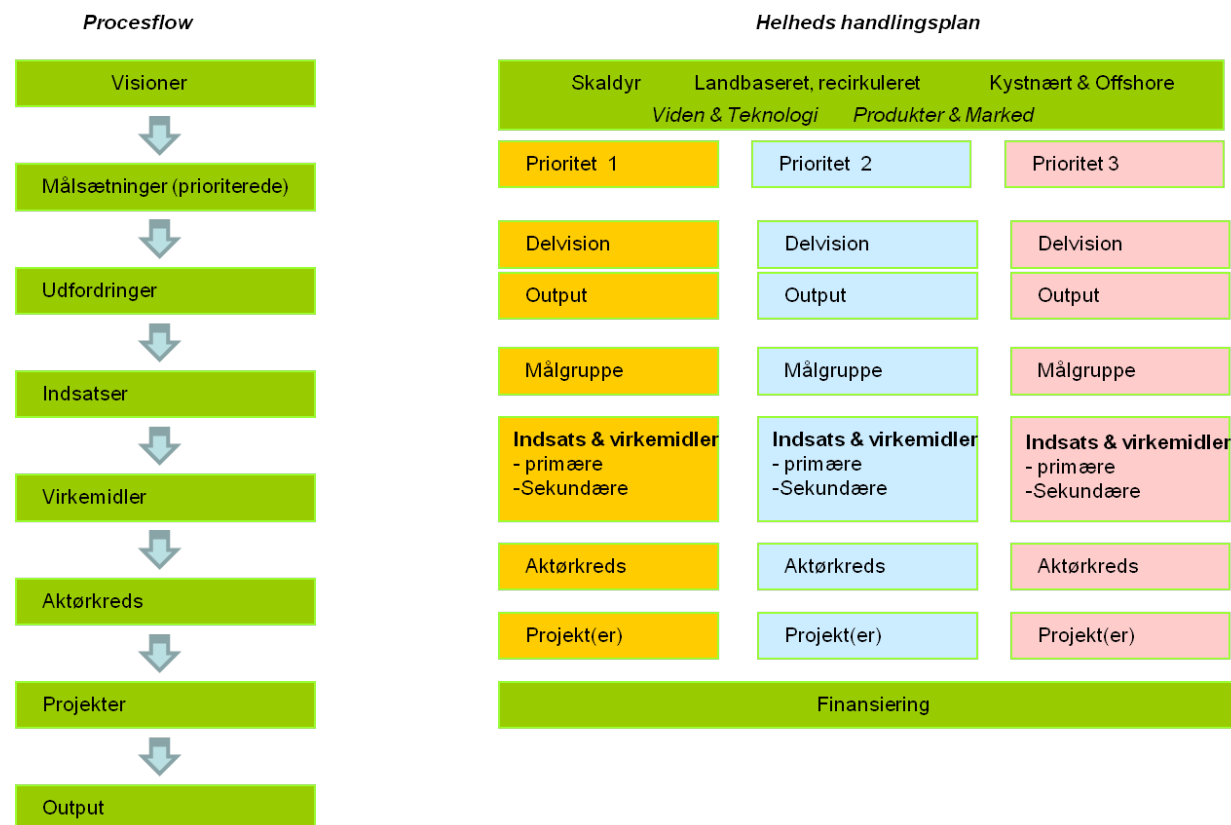 Procesflow
Visioner
Målsætninger (prioriterede)
Udfordringer
Indsatser
Virkemidler
Aktørkreds
Projekter
Output
Helheds handlingsplan
Skaldyr Landbaseret, recirkuleret Kystnært & Offshore
Viden & Teknologi Produkter & Marked
Prioritet 1 Prioritet 2 Prioritet 3
Delvision Delvision Delvision
Output Output Output
Målgruppe Målgruppe Målgruppe
Indsats & virkemidler Indsats & virkemidler Indsats & virkemidler
- primære - primære - primære
-Sekundære -Sekundære -Sekundære
Aktørkreds Aktørkreds Aktørkreds
Projekt(er) Projekt(er) Projekt(er)
Finansiering